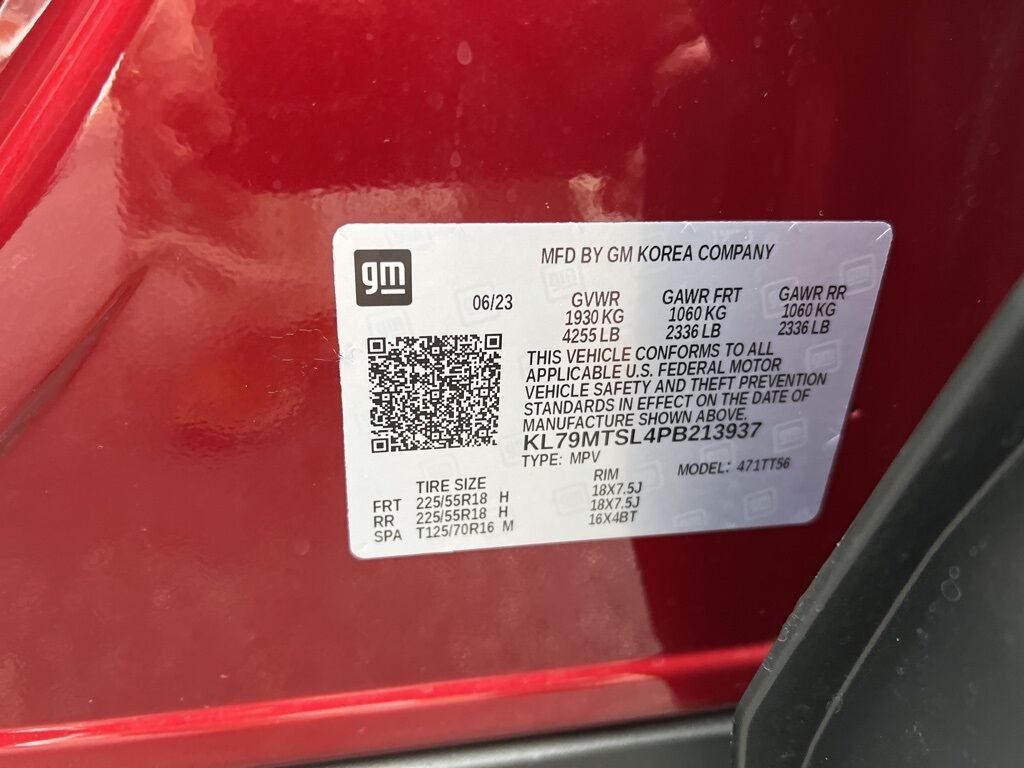 gm
MFD BY GM KOREA COMPANY
06/23 GVWR GAWR FRT GAWR RR
1930 KG 1060 KG 1060 KG
4255 LB 2336 LB 2336 LB
THIS VEHICLE CONFORMS TO ALL
APPLICABLE U.S. FEDERAL MOTOR
VEHICLE SAFETY AND THEFT PREVENTION
STANDARDS IN EFFECT ON THE DATE OF
MANUFACTURE SHOWN ABOVE.
KL79MTSL4PB213937
TYPE: MPV MODEL: 471TT56
TIRE SIZE RIM
FRT 225/55R18 H 18X7.5J
RR 225/55R18 H 18X7.5J
SPA T125/70R16 M 16X4BT